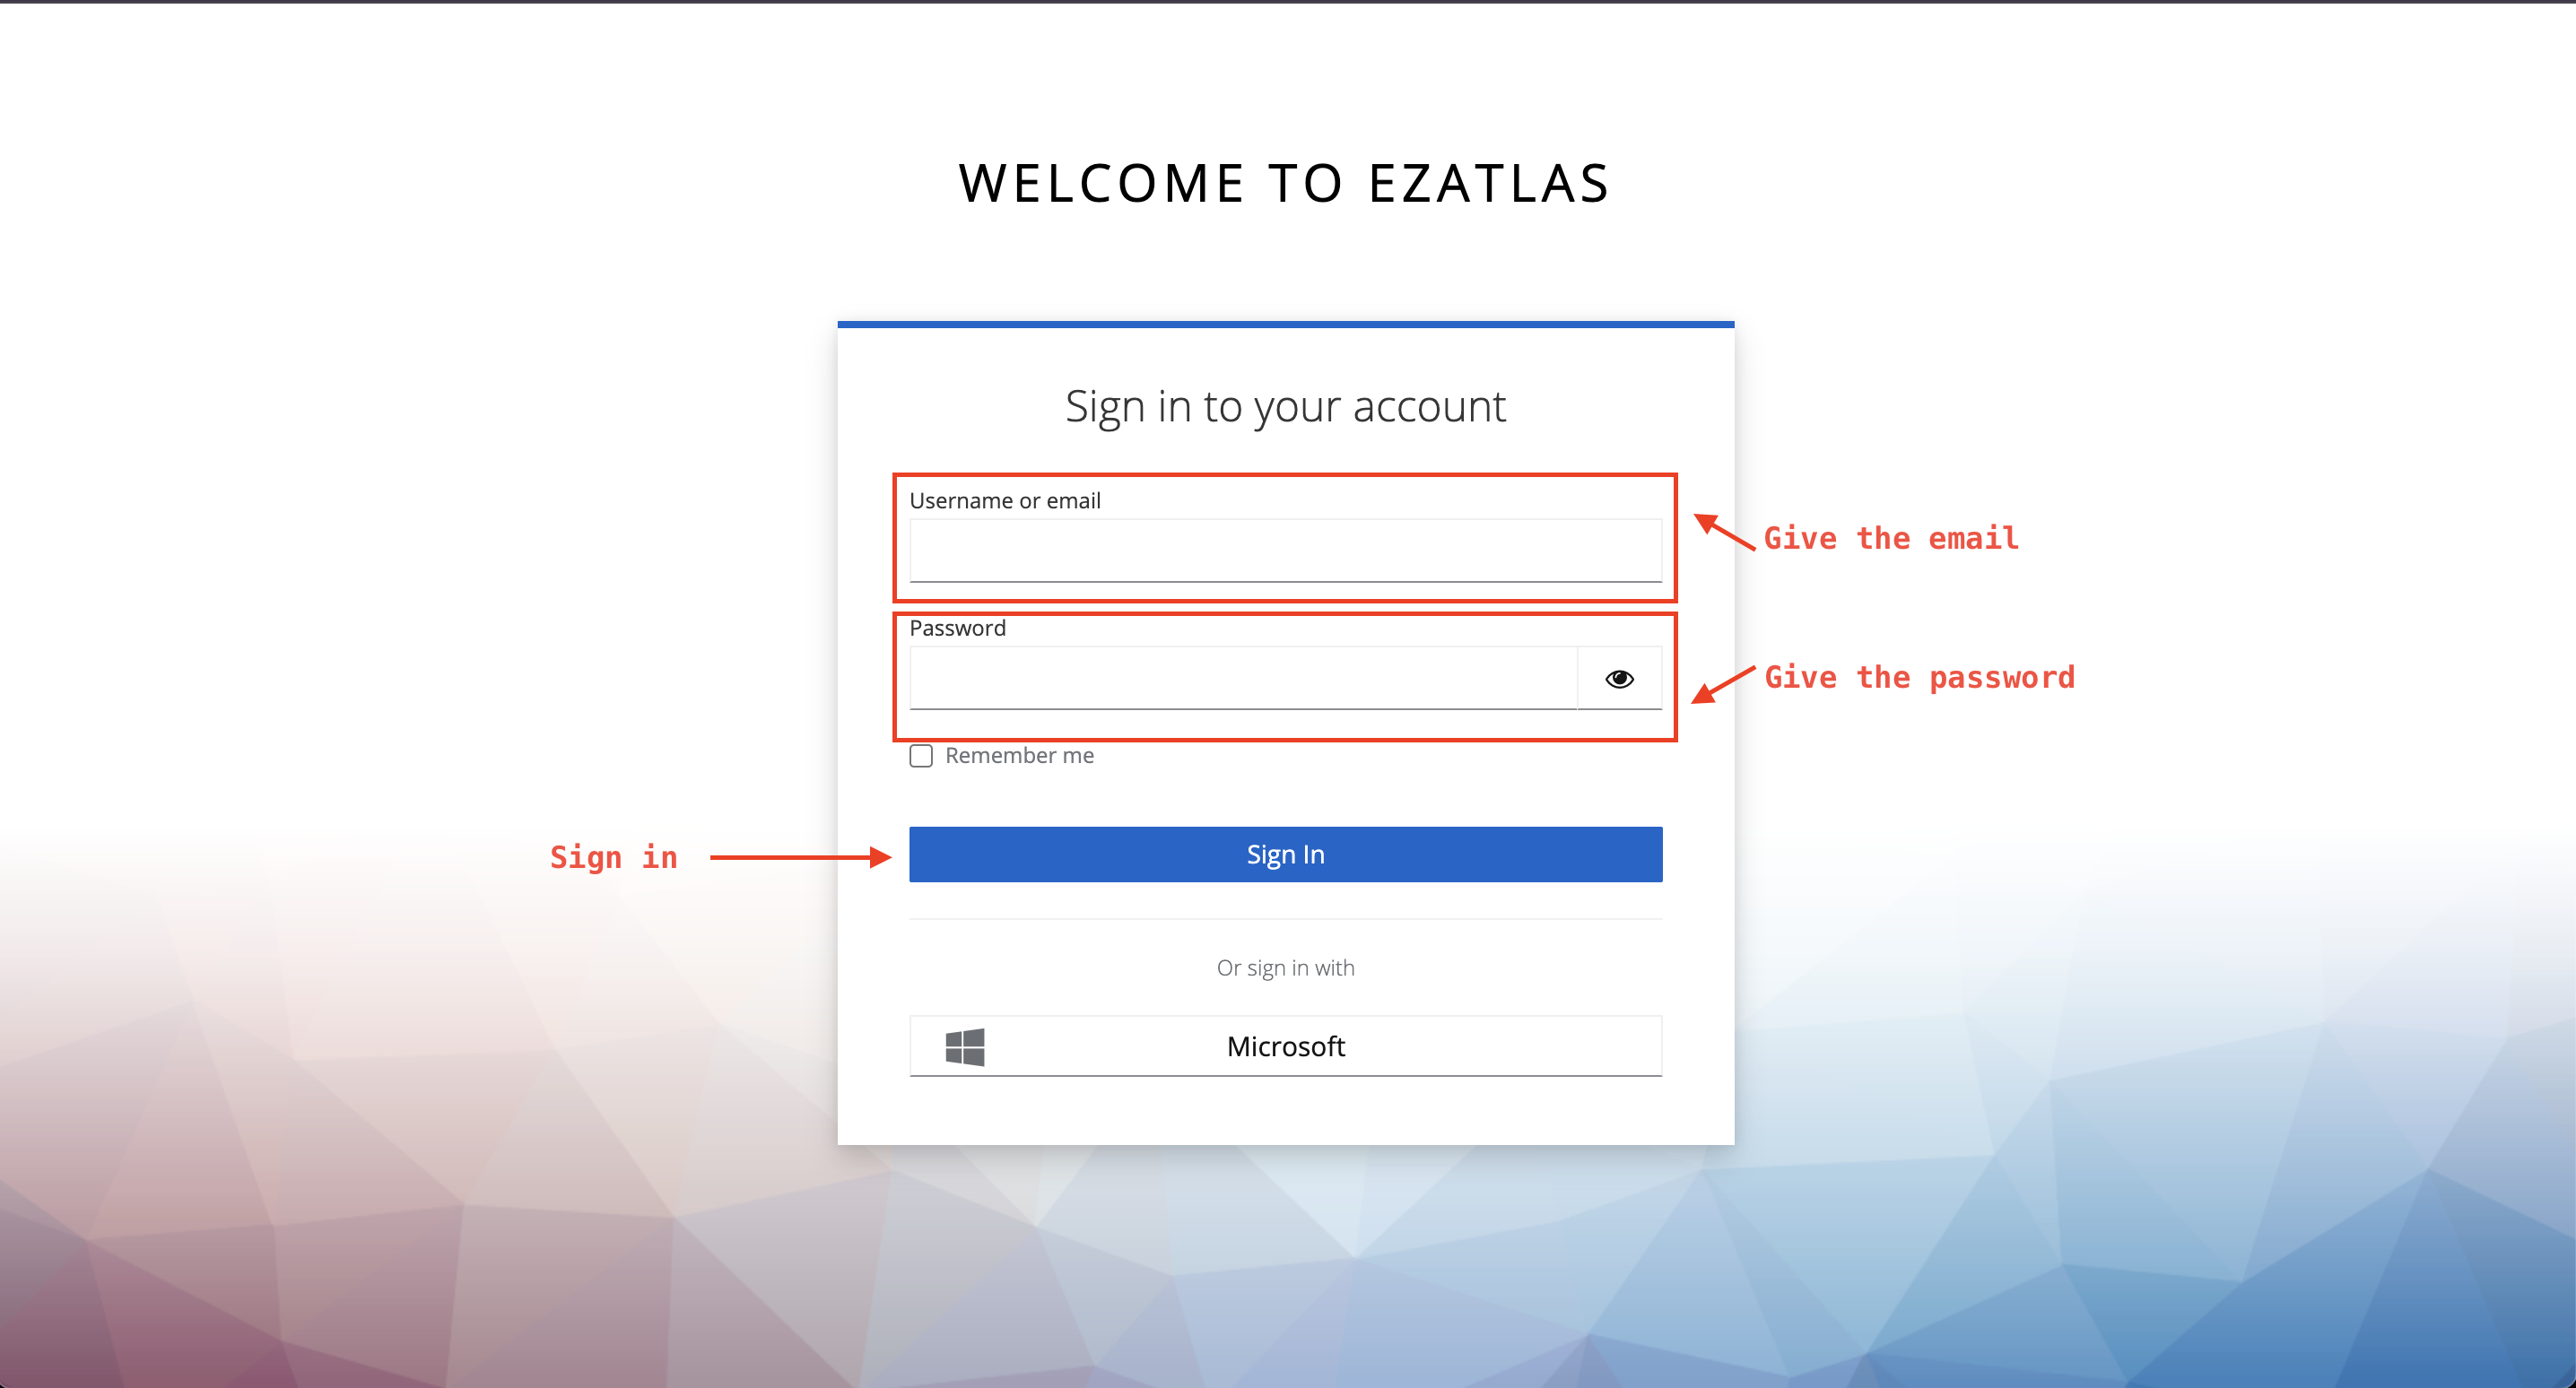 WELCOME TO EZATLAS
Sign in to your account
Username or email
Give the email
Password
Give the password
Remember me
Sign in
Sign In
Or sign in with
Microsoft